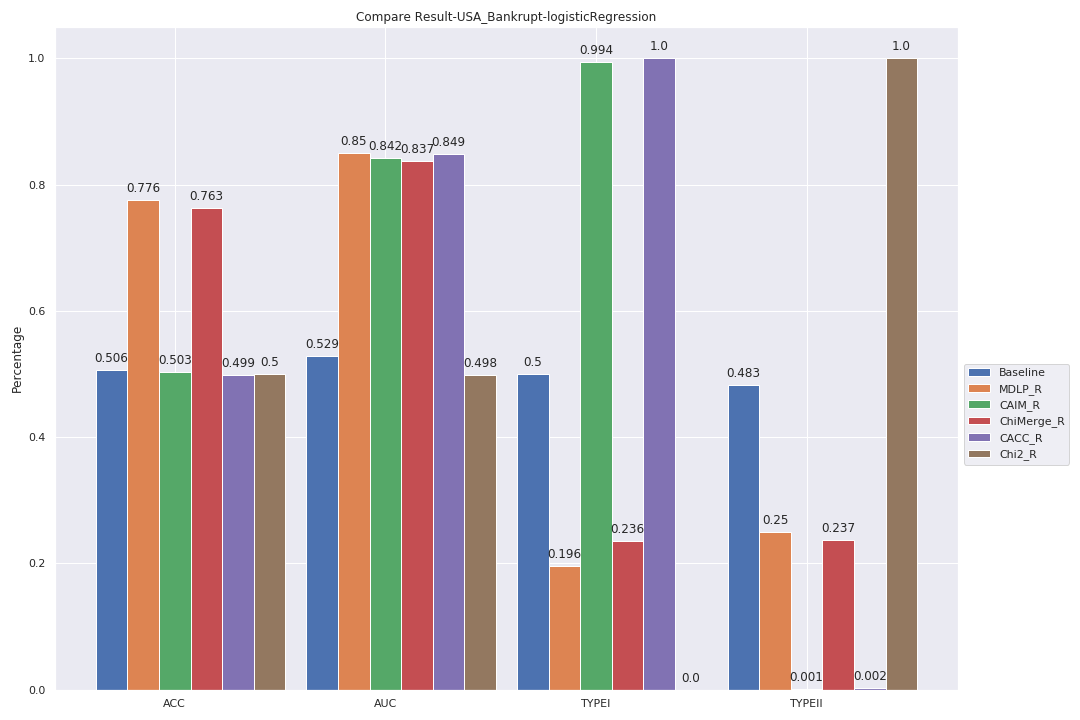 Compare Result-USA_Bankrupt-logisticRegression
Percentage
1.0
0.8
0.6
0.4
0.2
0.0
0.506
0.776
0.503
0.763
0.499
0.5
0.529
0.85
0.842
0.837
0.849
0.498
0.5
0.196
0.994
0.236
1.0
0.0
0.483
0.25
0.001
0.237
0.002
1.0
ACC
AUC
TYPEI
TYPEII
Baseline
MDLP_R
CAIM_R
ChiMerge_R
CACC_R
Chi2_R